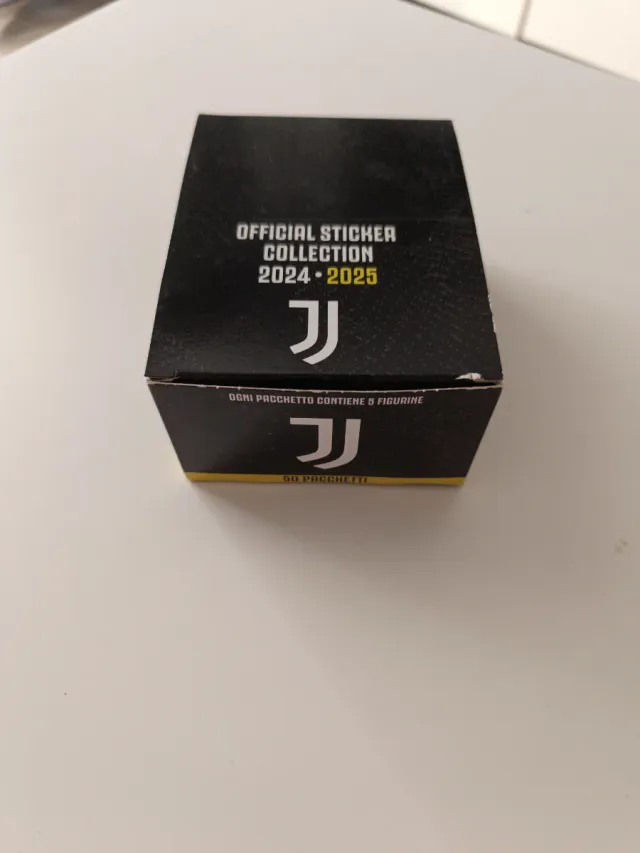 OFFICIAL STICKER
COLLECTION
2024 • 2025
OGNI PACCHETTO CONTIENE 5 FIGURINE
50 PACCHETTI